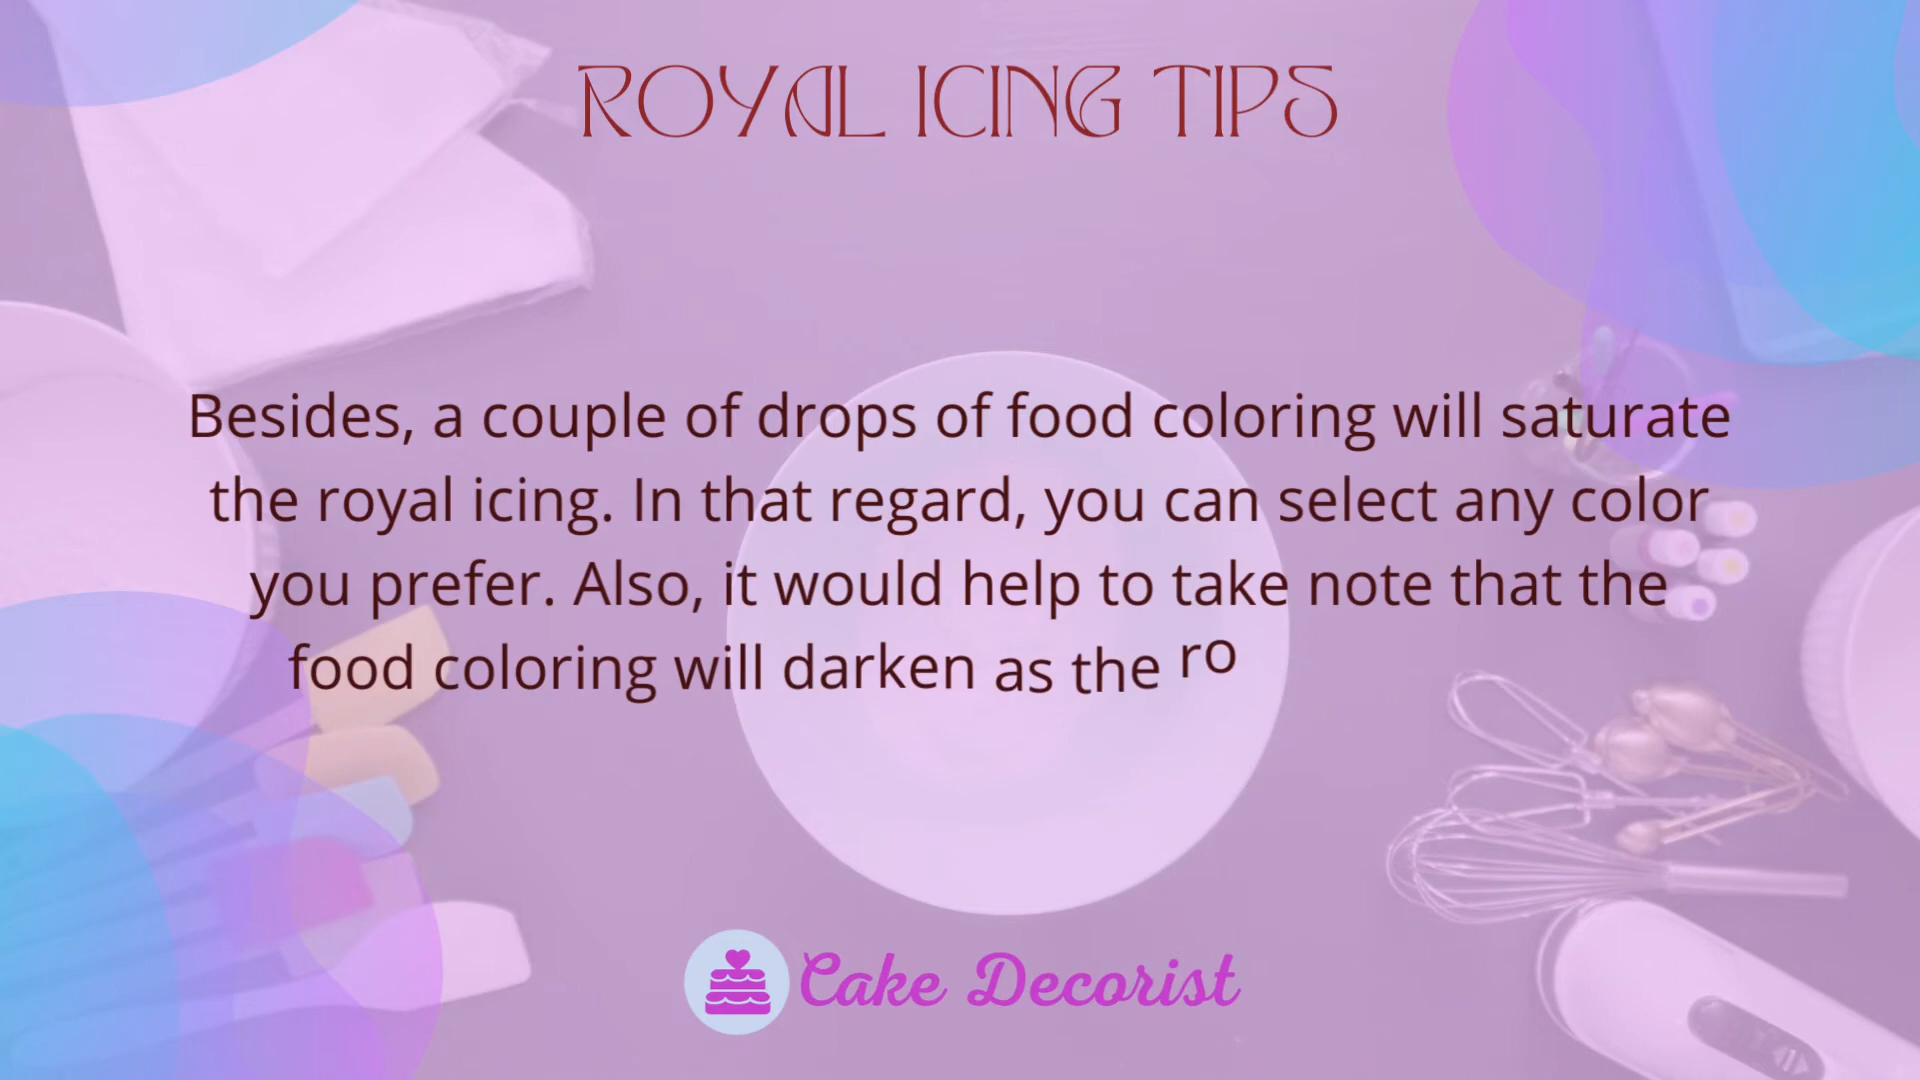 ROYAL ICING TIPS
Besides, a couple of drops of food coloring will saturate
the royal icing. In that regard, you can select any color
you prefer. Also, it would help to take note that the
food coloring will darken as the ro
Cake Decorist